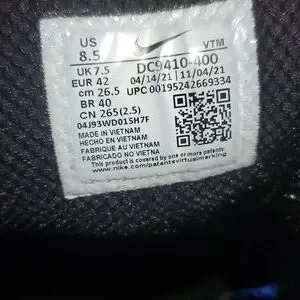 US VTM
8.5
UK 7.5 DC9410-400
EUR 42 04/14/21 11/04/21
cm 26.5 UPC 00195242669334
BR 40
CN 265(2.5)
04J93WD015H7F
MADE IN VIETNAM
HECHO EN VIETNAM
FABRIQUE AU VIETNAM
FABRICADO NO VIETNA
This product is covered by one of more patents.
www.nike.com/patentsvirtualmarking